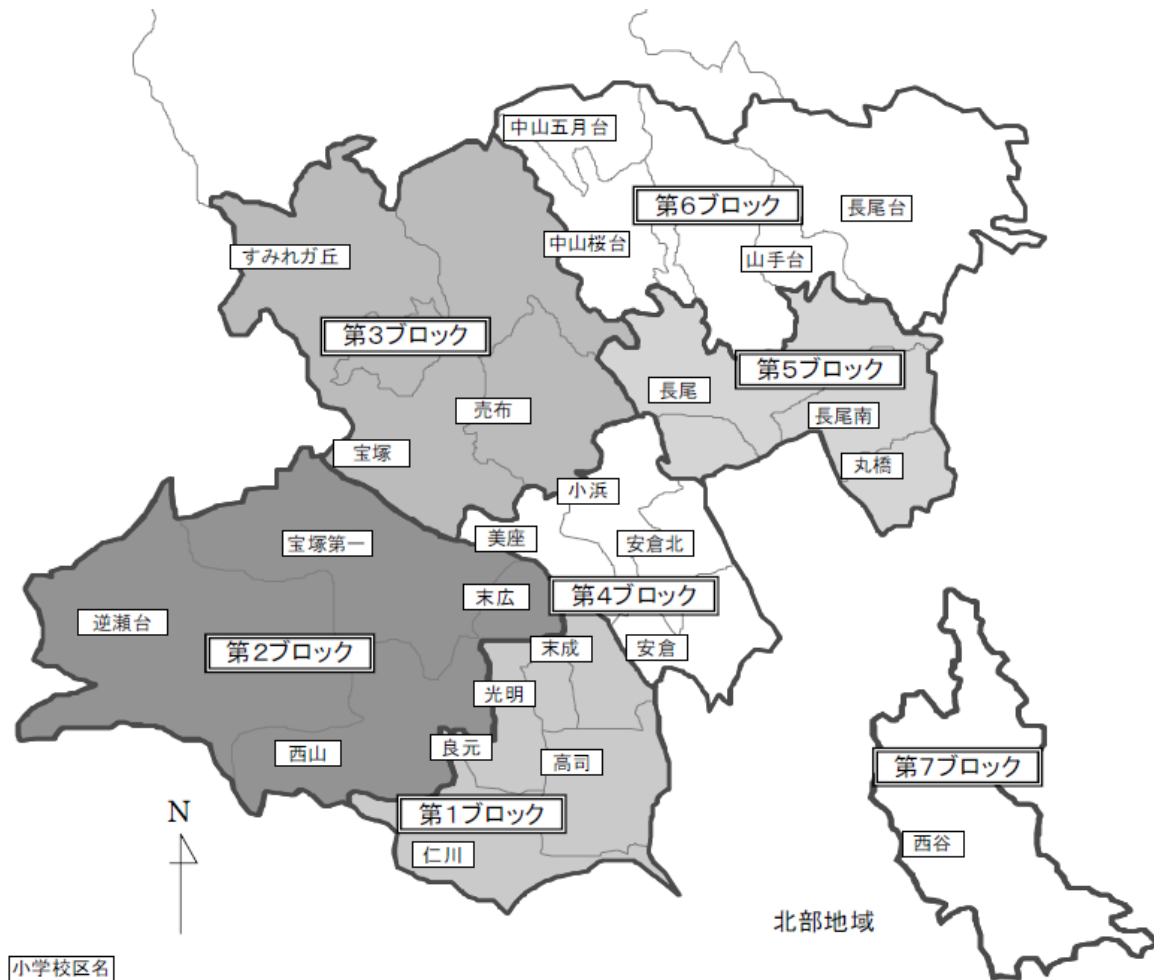 中山五月台
第6ブロック
長尾台
中山桜台
すみれガ丘
山手台
第3ブロック
第5ブロック
長尾
売布
長尾南
宝塚
丸橋
小浜
美座
宝塚第一
安倉北
末広
第4ブロック
逆瀬台
第2ブロック
末成
安倉
光明
良元
西山
高司
第7ブロック
N
第1ブロック
仁川
西谷
北部地域
小学校区名